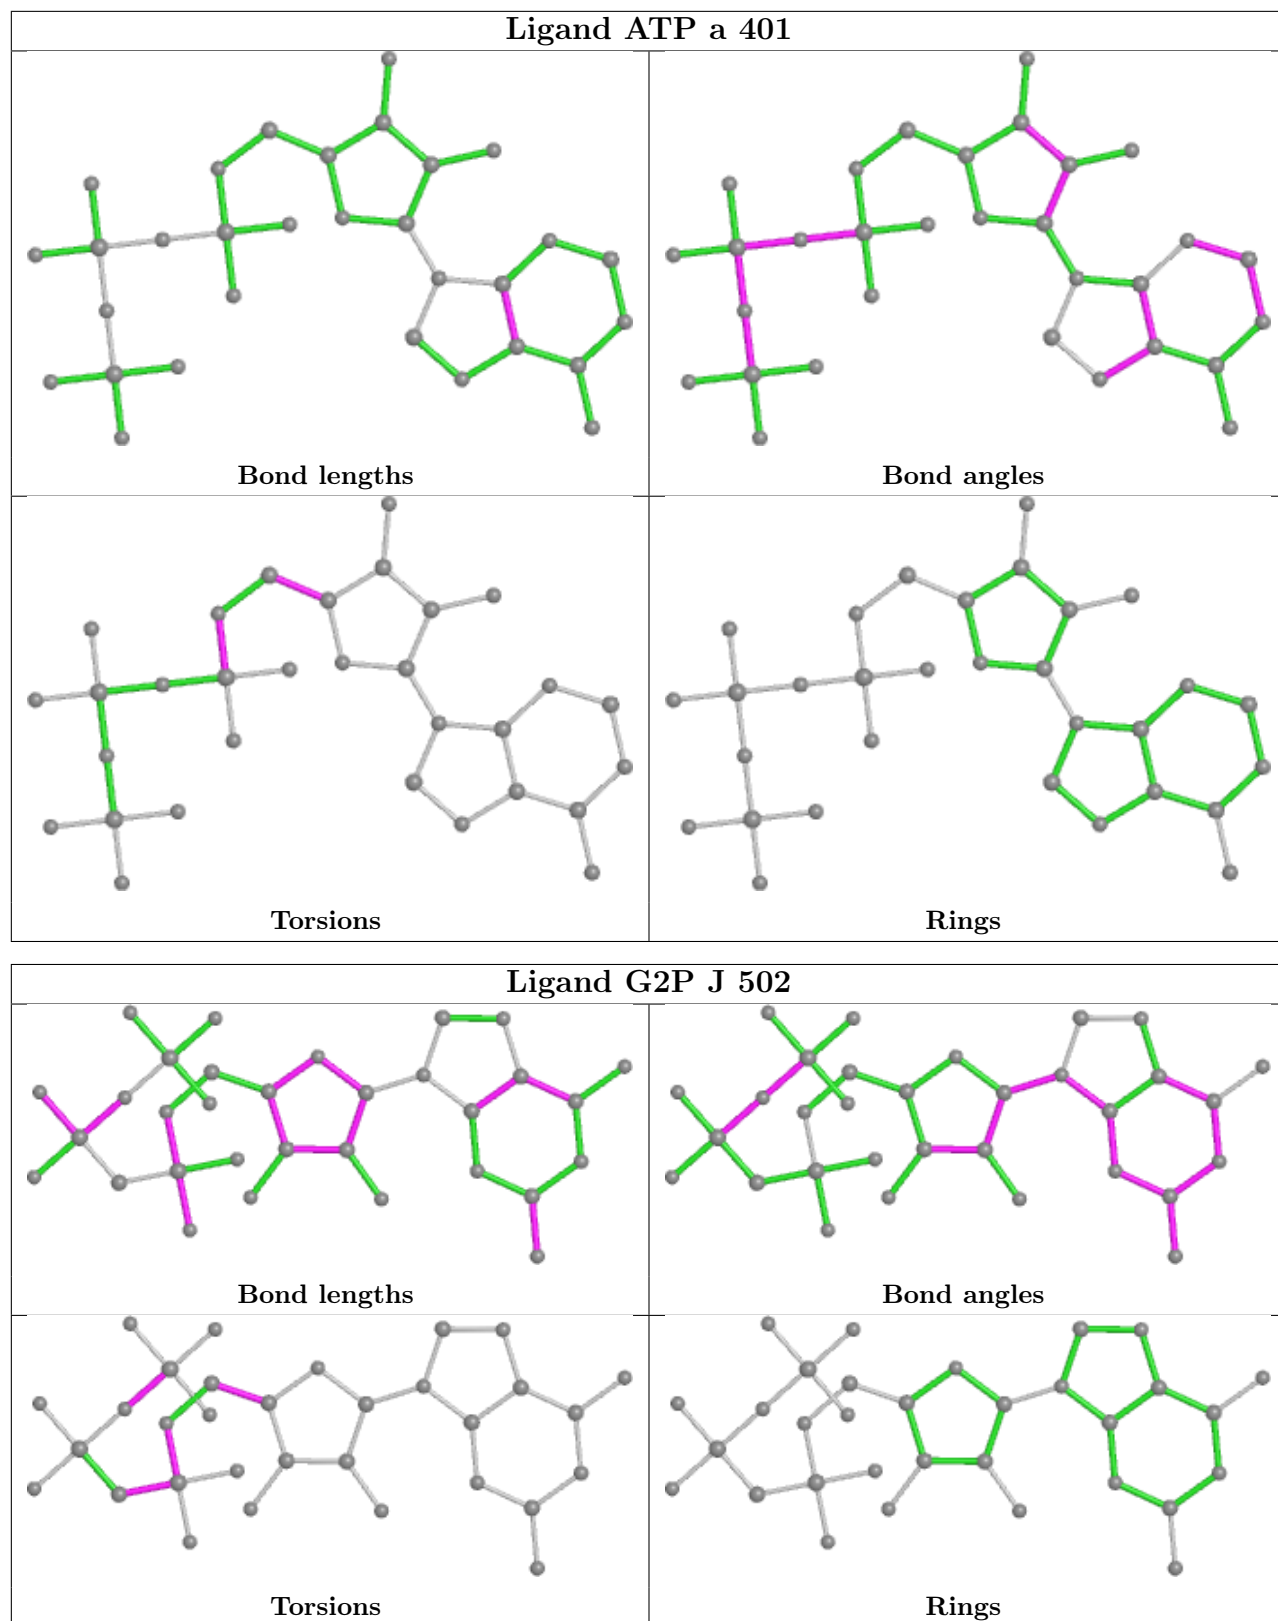 Ligand ATP a 401
Bond lengths
Bond angles
Torsions
Rings
Ligand G2P J 502
Bond lengths
Bond angles
Torsions
Rings